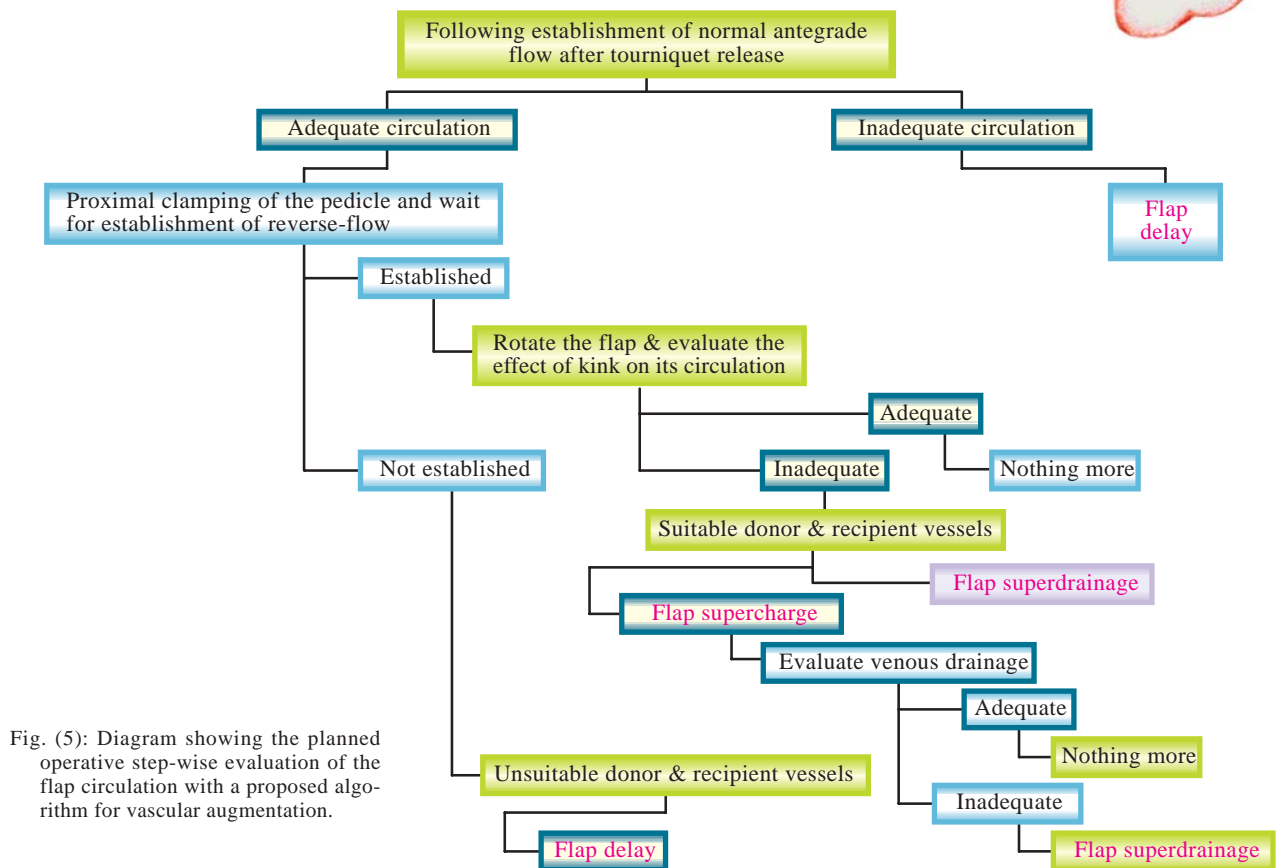 Following establishment of normal antegrade
flow after tourniquet release
Adequate circulation
Inadequate circulation
Proximal clamping of the pedicle and wait
for establishment of reverse-flow
Flap
delay
Established
Rotate the flap & evaluate the
effect of kink on its circulation
Adequate
Not established
Inadequate
Nothing more
Suitable donor & recipient vessels
Flap superdrainage
Flap supercharge
Evaluate venous drainage
Adequate
Nothing more
Inadequate
Flap superdrainage
Unsuitable donor & recipient vessels
Flap delay
Fig. (5): Diagram showing the planned
operative step-wise evaluation of the
flap circulation with a proposed algo-
rithm for vascular augmentation.